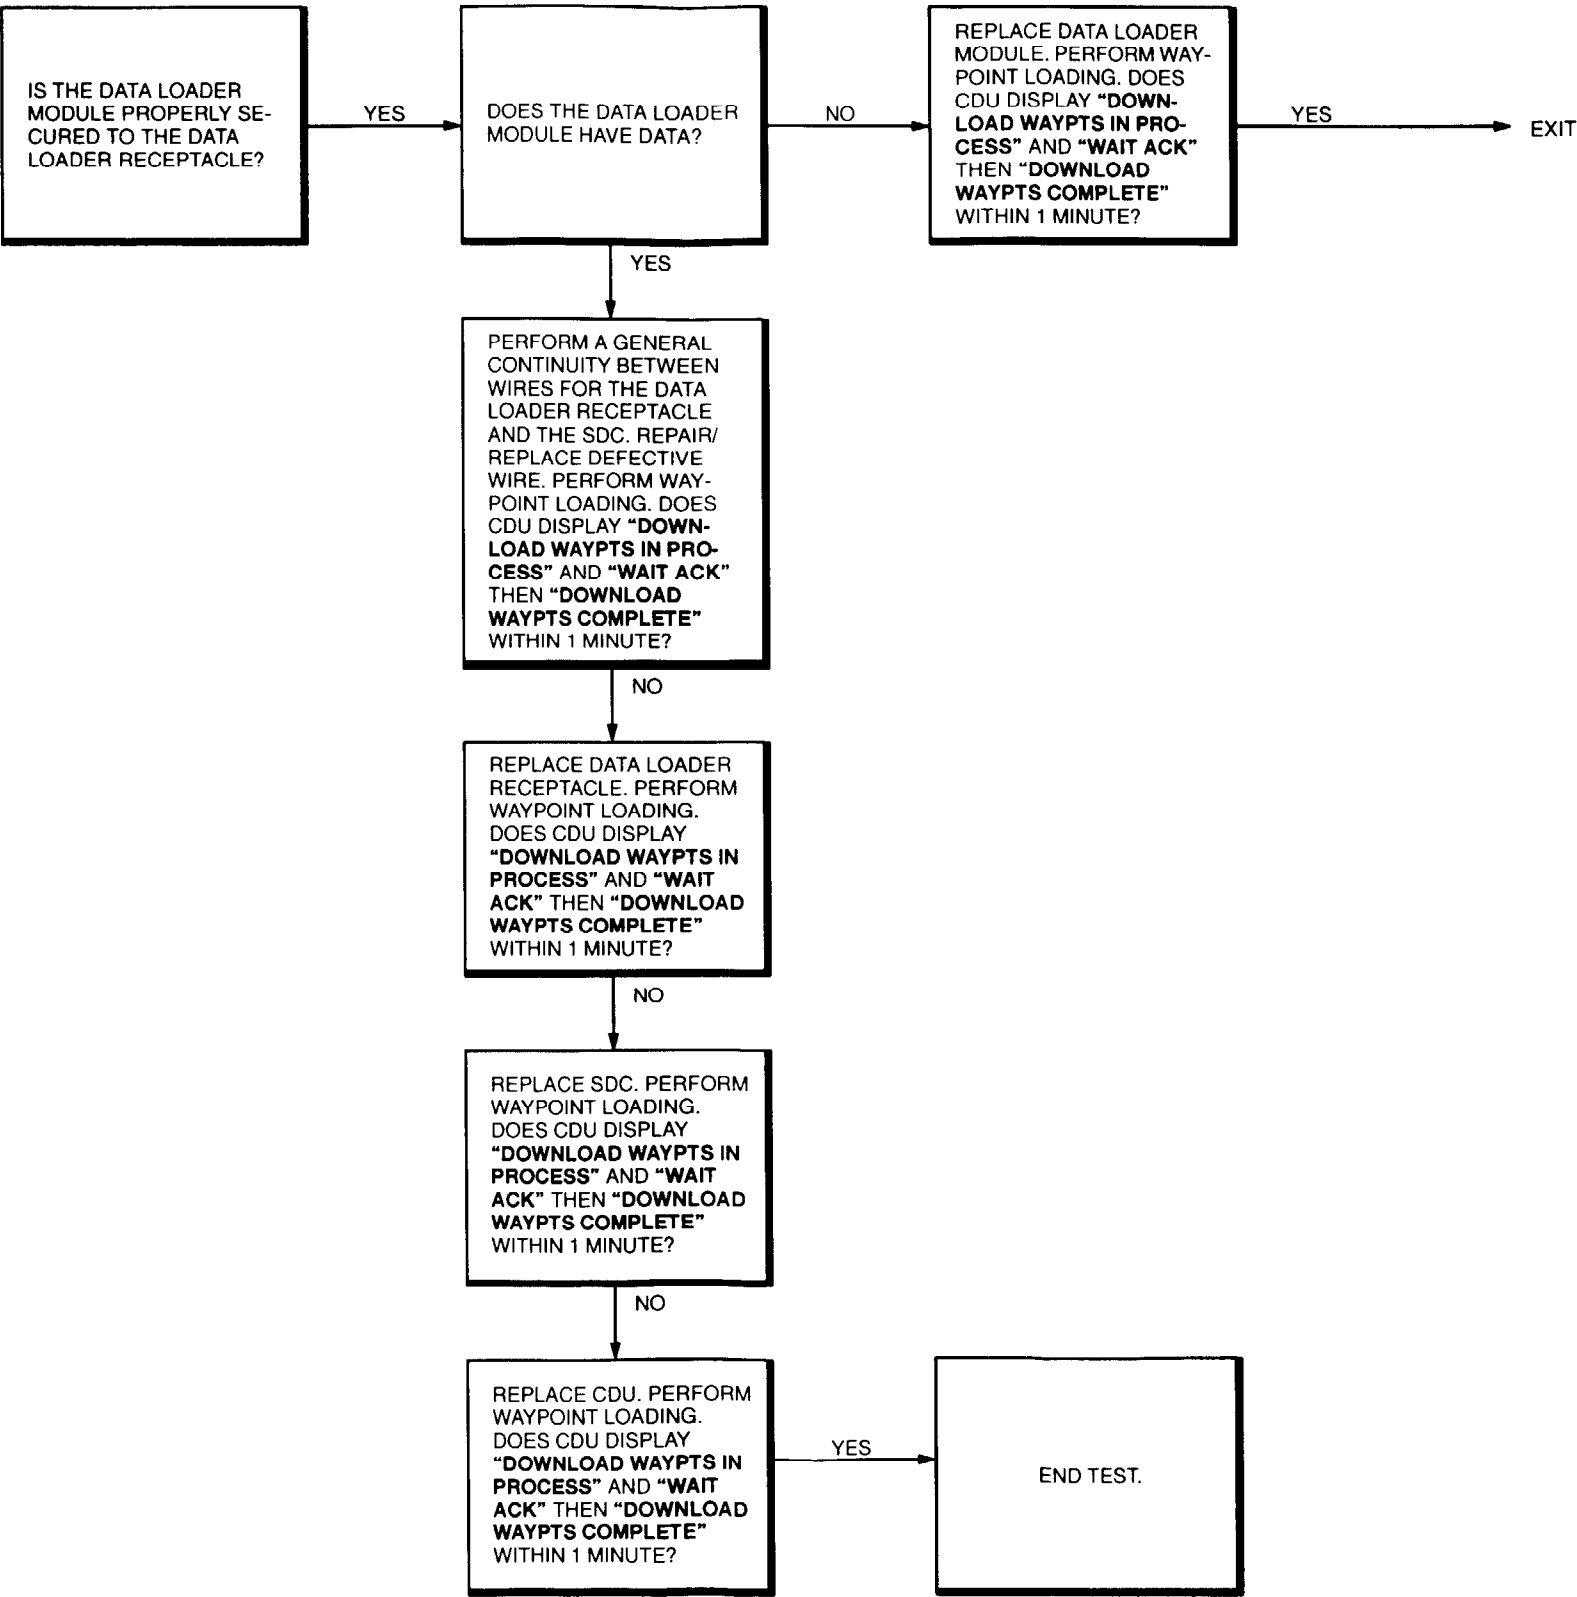 IS THE DATA LOADER
MODULE PROPERLY SE-
CURED TO THE DATA
LOADER RECEPTACLE?
YES
DOES THE DATA LOADER
MODULE HAVE DATA?
NO
REPLACE DATA LOADER
MODULE. PERFORM WAY-
POINT LOADING. DOES
CDU DISPLAY “DOWN-
LOAD WAYPTS IN PRO-
CESS” AND “WAIT ACK”
THEN “DOWNLOAD
WAYPTS COMPLETE”
WITHIN 1 MINUTE?
YES
EXIT
YES
PERFORM A GENERAL
CONTINUITY BETWEEN
WIRES FOR THE DATA
LOADER RECEPTACLE
AND THE SDC. REPAIR/
REPLACE DEFECTIVE
WIRE. PERFORM WAY-
POINT LOADING. DOES
CDU DISPLAY “DOWN-
LOAD WAYPTS IN PRO-
CESS” AND “WAIT ACK”
THEN “DOWNLOAD
WAYPTS COMPLETE”
WITHIN 1 MINUTE?
NO
REPLACE DATA LOADER
RECEPTACLE. PERFORM
WAYPOINT LOADING.
DOES CDU DISPLAY
“DOWNLOAD WAYPTS IN
PROCESS” AND “WAIT
ACK” THEN “DOWNLOAD
WAYPTS COMPLETE”
WITHIN 1 MINUTE?
NO
REPLACE SDC. PERFORM
WAYPOINT LOADING.
DOES CDU DISPLAY
“DOWNLOAD WAYPTS IN
PROCESS” AND “WAIT
ACK” THEN “DOWNLOAD
WAYPTS COMPLETE”
WITHIN 1 MINUTE?
NO
REPLACE CDU. PERFORM
WAYPOINT LOADING.
DOES CDU DISPLAY
“DOWNLOAD WAYPTS IN
PROCESS” AND “WAIT
ACK” THEN “DOWNLOAD
WAYPTS COMPLETE”
WITHIN 1 MINUTE?
YES
END TEST.